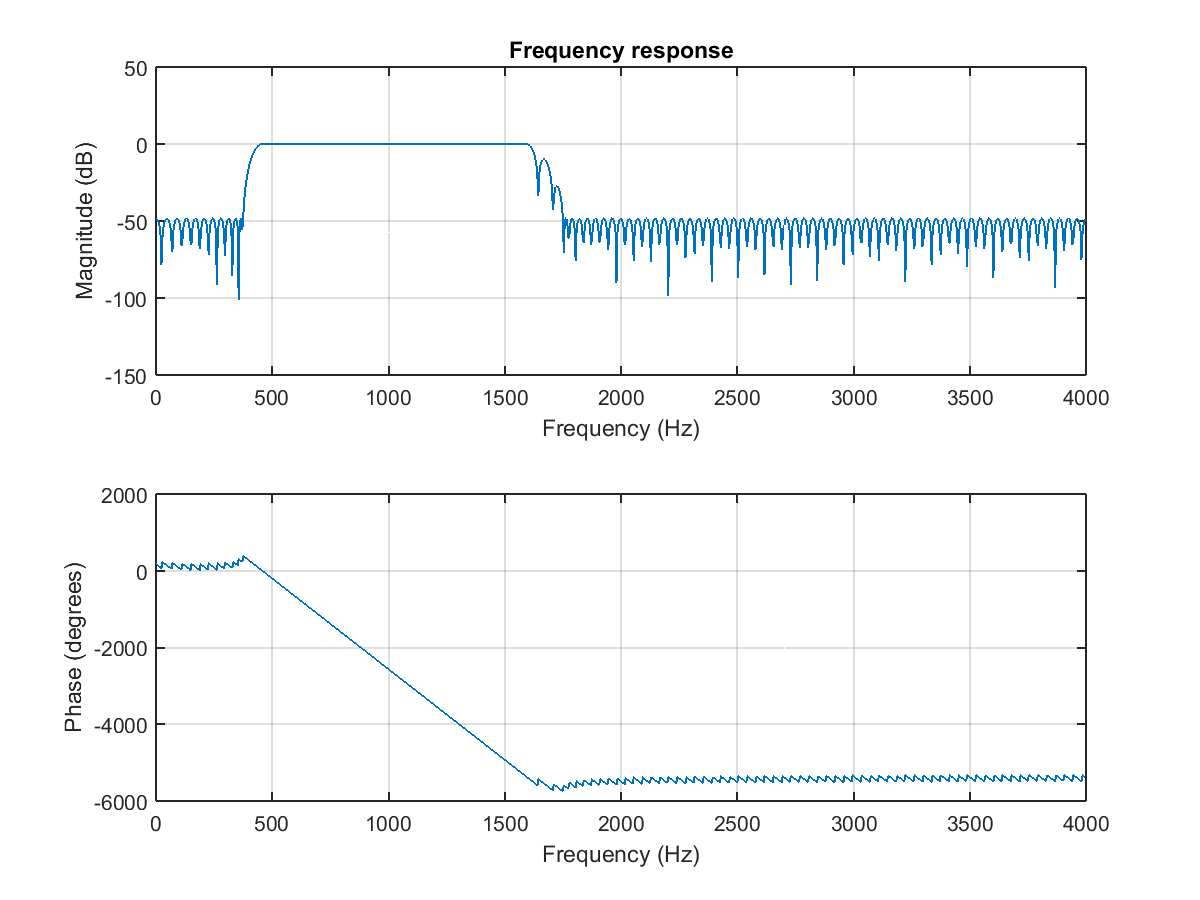 Frequency response
Magnitude (dB)
50
0
-50
-100
-150
0 500 1000 1500 2000 2500 3000 3500 4000
Frequency (Hz)
Phase (degrees)
2000
0
-2000
-4000
-6000
0 500 1000 1500 2000 2500 3000 3500 4000
Frequency (Hz)